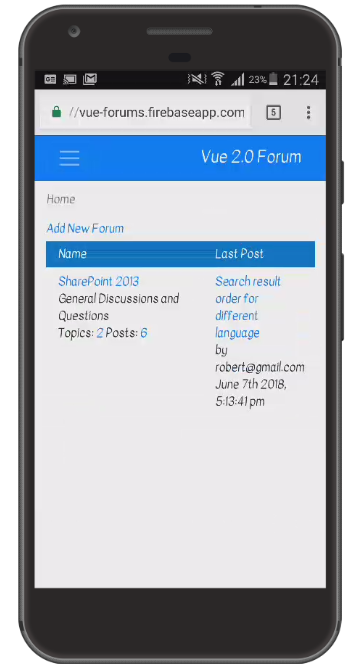 23% 21:24
//vue-forums.firebaseapp.com 5
Vue 2.0 Forum
Home
Add New Forum
Name Last Post
SharePoint 2013 Search result
General Discussions and order for
Questions different
Topics: 2 Posts: 6 language
by
robert@gmail.com
June 7th 2018,
5:13:41 pm